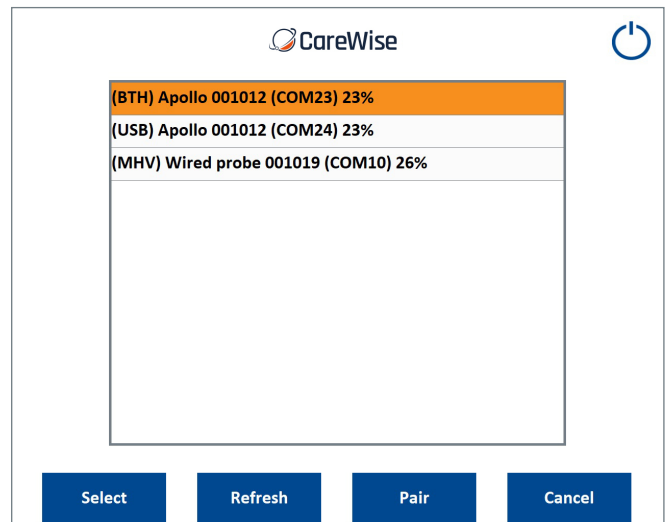 CareWise
(BTH) Apollo 001012 (COM23) 23%
(USB) Apollo 001012 (COM24) 23%
(MHV) Wired probe 001019 (COM10) 26%
Select Refresh Pair Cancel